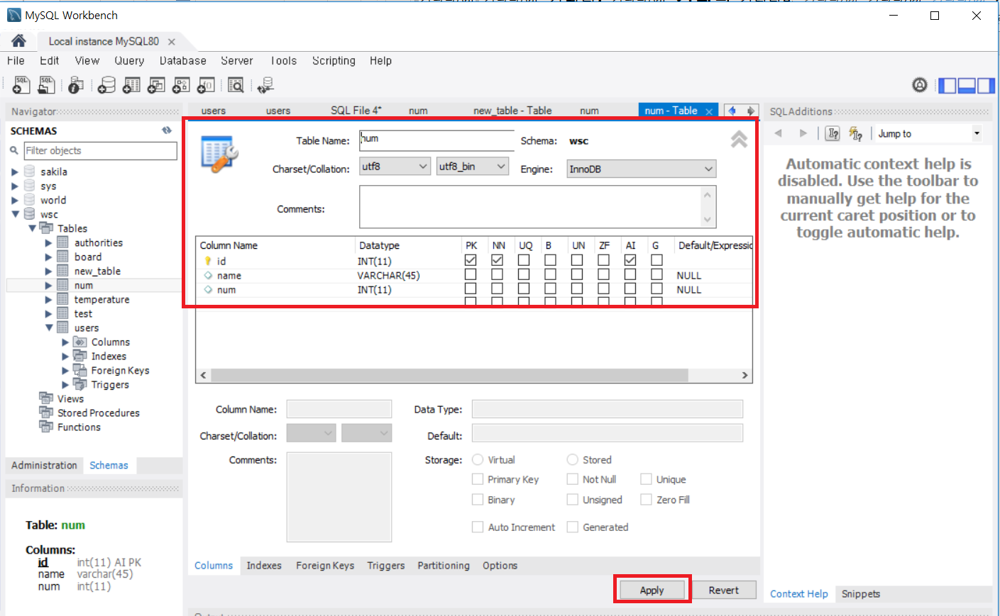 MySQL Workbench
Local instance MySQL80
File Edit View Query Database Server Tools Scripting Help
Navigator
SCHEMAS
Filter objects
sakila
sys
world
wsc
Tables
authorities
board
new_table
num
temperature
test
users
Columns
Indexes
Foreign Keys
Triggers
Views
Stored Procedures
Functions
Administration Schemas
Information
Table: num
Columns:
id int(11) AI PK
name varchar(45)
num int(11)
users users SQL File 4* num new_table - Table num num - Table
Table Name: num Schema: wsc
Charset/Collation: utf8 utf8_bin Engine: InnoDB
Comments:
Column Name Datatype PK NN UQ B UN ZF AI G Default/Expressio
id INT(11)
name VARCHAR(45) NULL
num INT(11) NULL
Column Name: Data Type:
Charset/Collation: Default:
Comments: Storage: Virtual Stored
Primary Key Not Null Unique
Binary Unsigned Zero Fill
Auto Increment Generated
Columns Indexes Foreign Keys Triggers Partitioning Options
Apply Revert
SQLAdditions
Jump to
Automatic context help is
disabled. Use the toolbar to
manually get help for the
current caret position or to
toggle automatic help.
Context Help Snippets